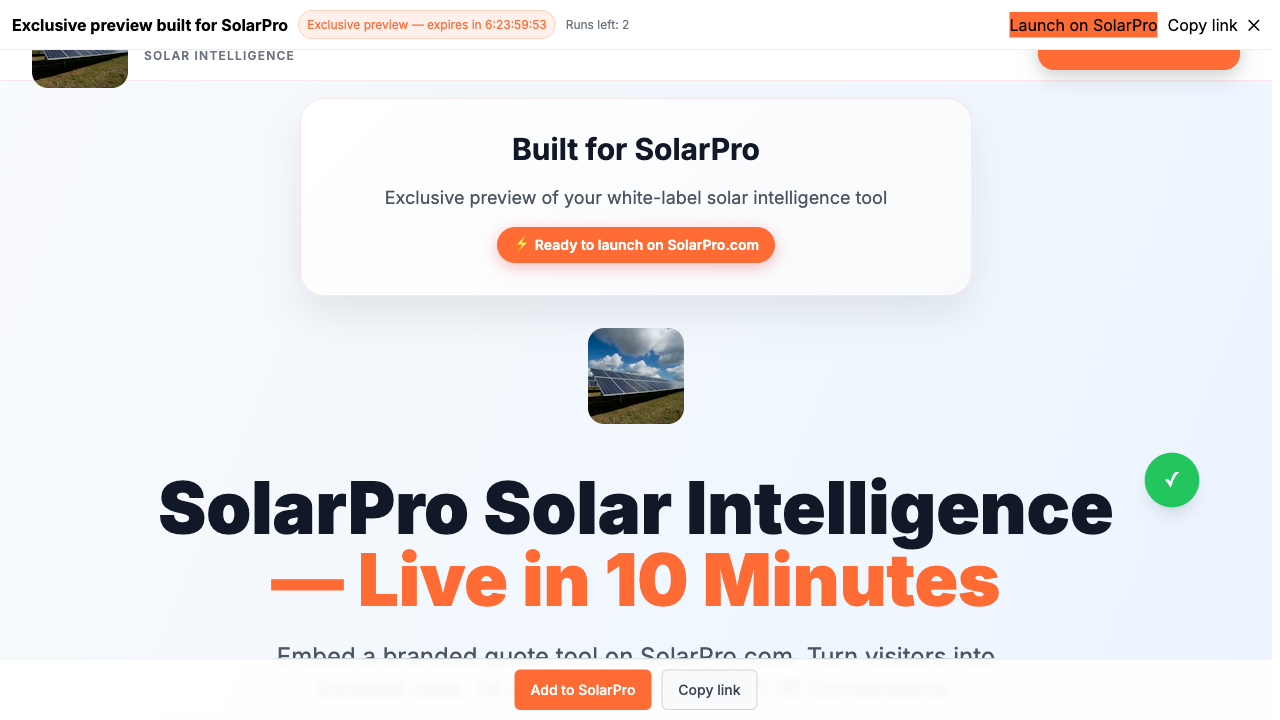 Exclusive preview built for SolarPro
Exclusive preview — expires in 6:23:59:53
Runs left: 2
Launch on SolarPro
Copy link
SOLAR INTELLIGENCE
Built for SolarPro
Exclusive preview of your white-label solar intelligence tool
⚡ Ready to launch on SolarPro.com
SolarPro Solar Intelligence
— Live in 10 Minutes
Embed a branded quote tool on SolarPro.com. Turn visitors into
Add to SolarPro
Copy link